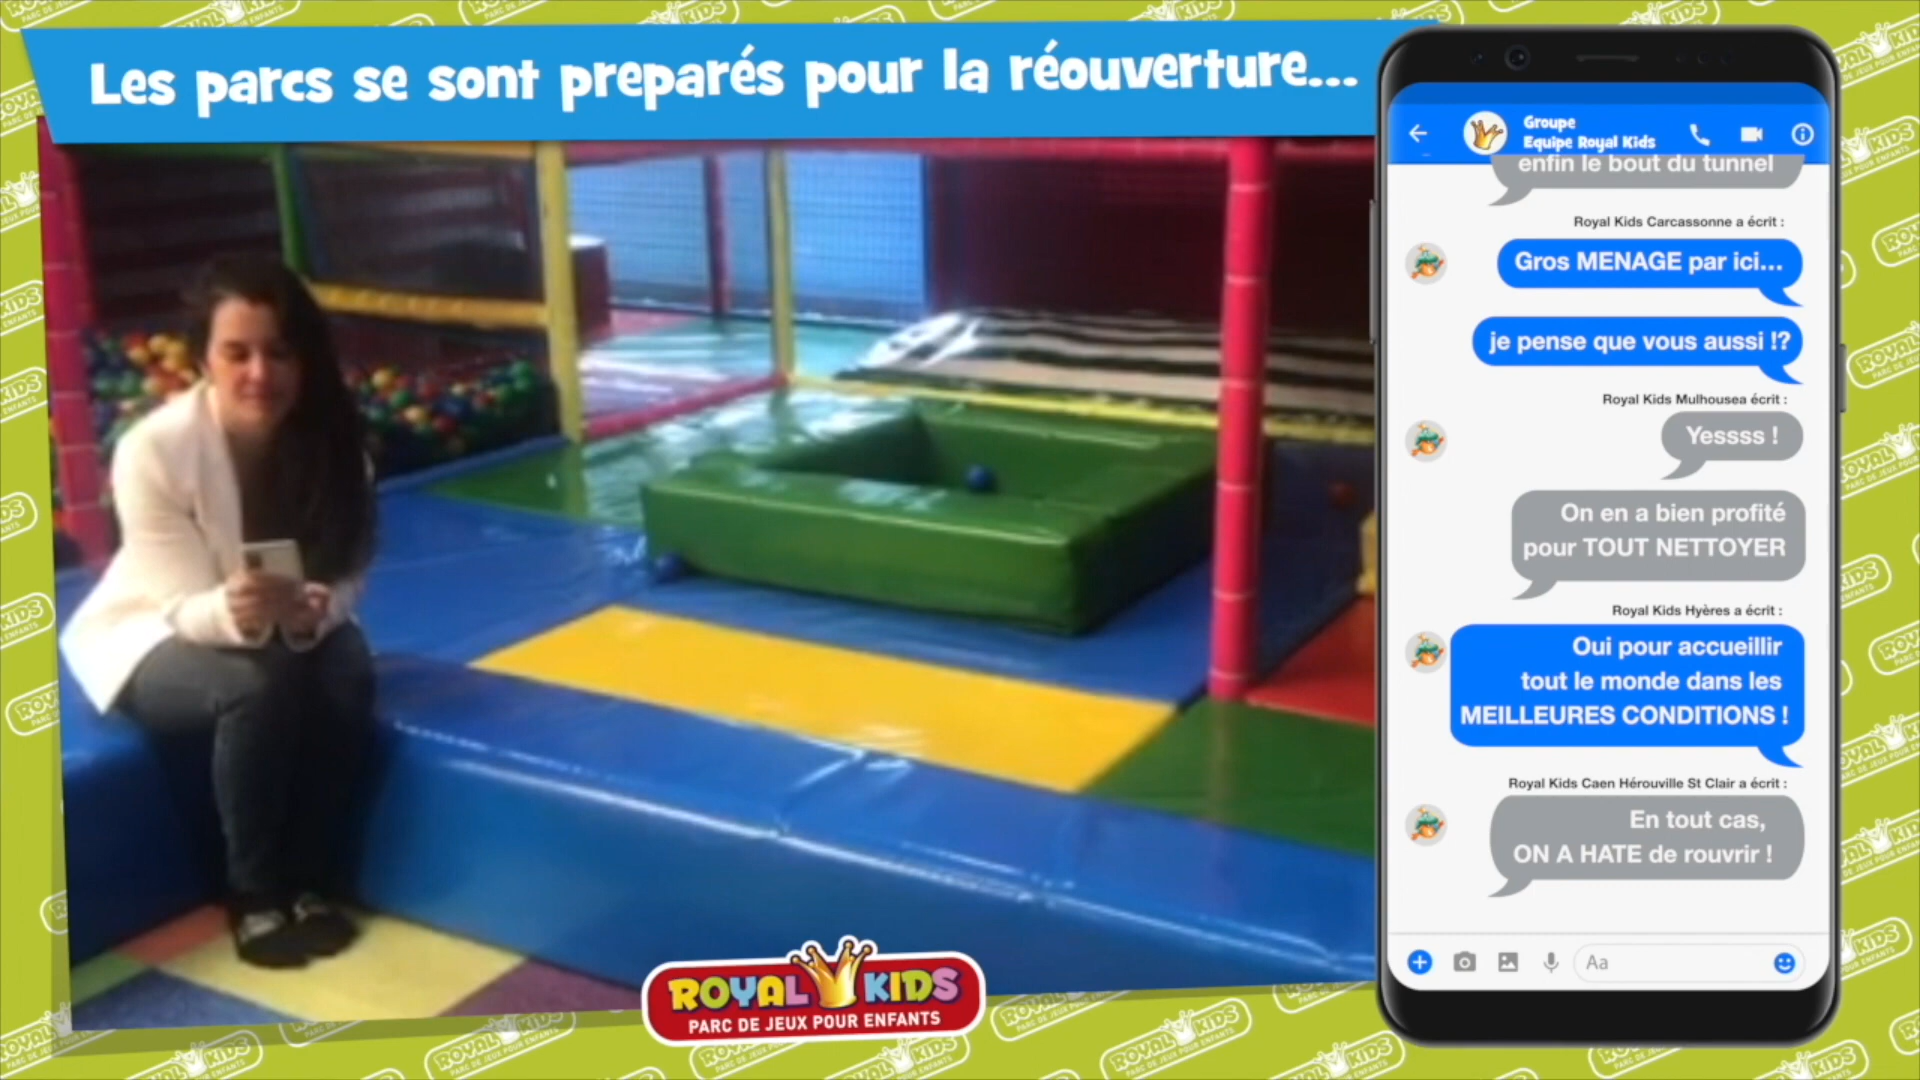 Les parcs se sont preparés pour la réouverture...
Groupe
Equipe Royal Kids
enfin le bout du tunnel
Royal Kids Carcassonne a écrit :
Gros MENAGE par ici...
je pense que vous aussi !?
Royal Kids Mulhousea écrit :
Yessss !
On en a bien profité
pour TOUT NETTOYER
Royal Kids Hyères a écrit :
Oui pour accueillir
tout le monde dans les
MEILLEURES CONDITIONS !
Royal Kids Caen Hérouville St Clair a écrit :
En tout cas,
ON A HATE de rouvrir !
Aa
ROYAL KIDS
PARC DE JEUX POUR ENFANTS